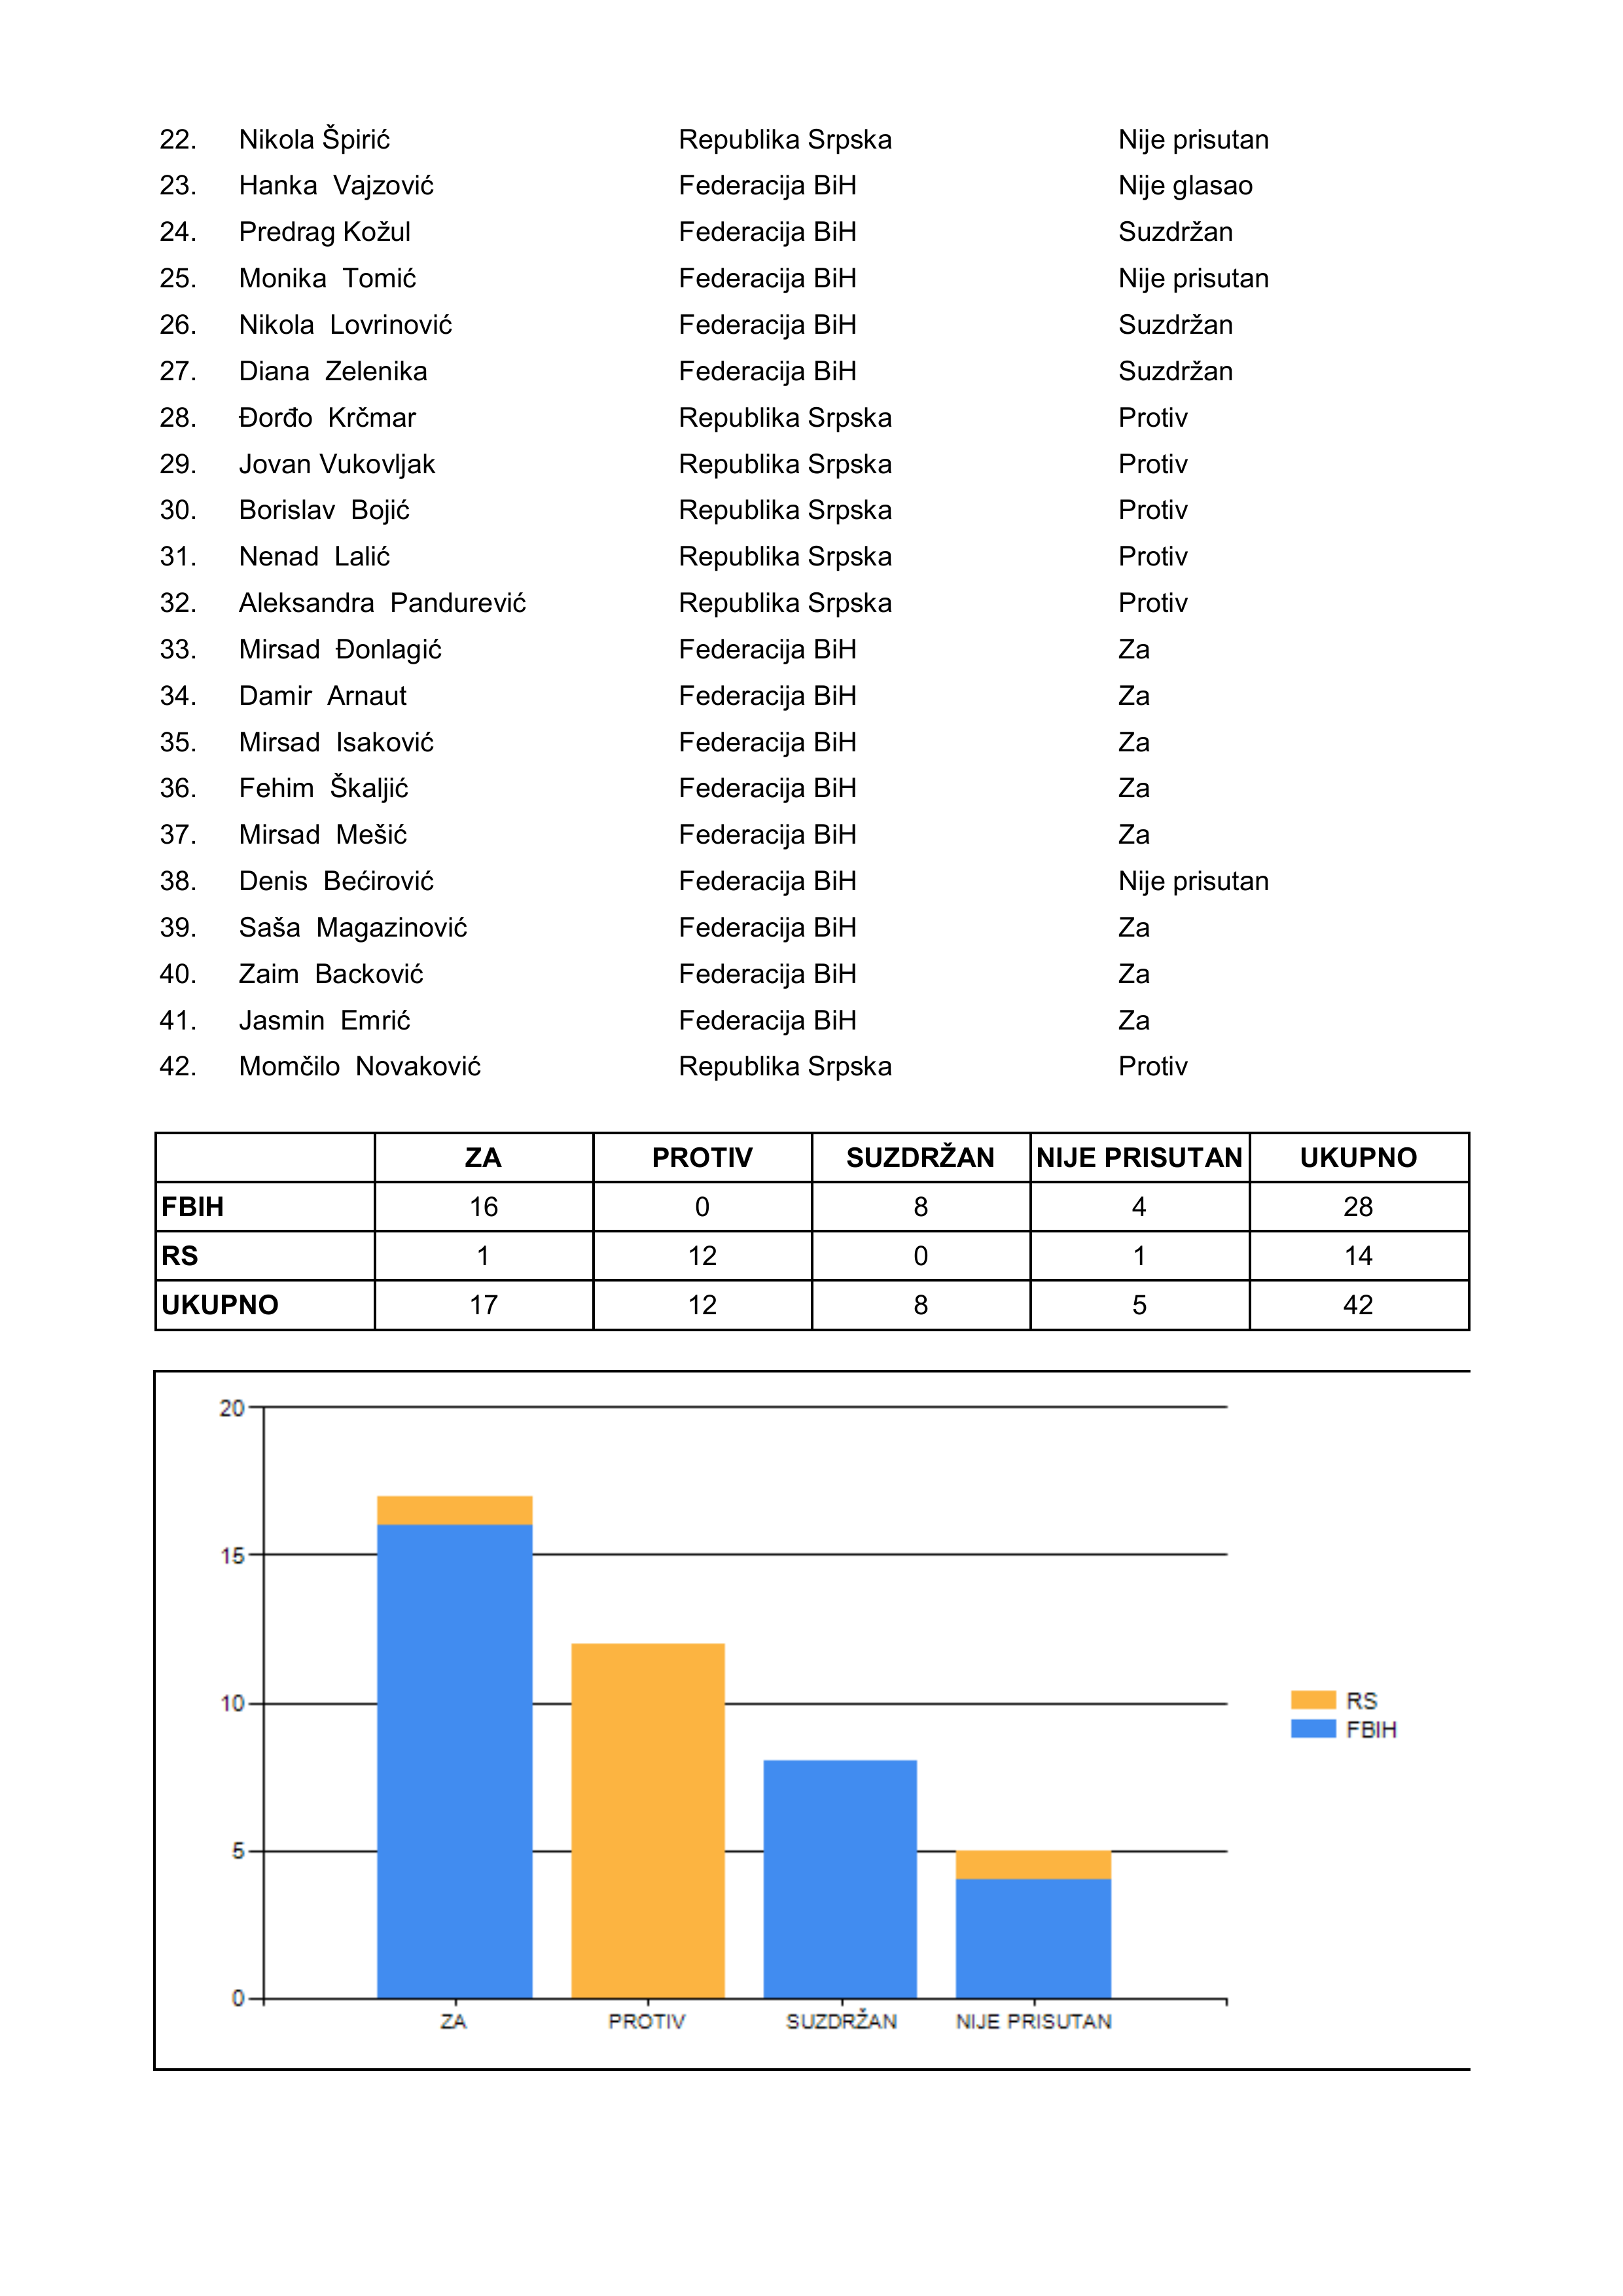 22. Nikola Špirić Republika Srpska Nije prisutan
23. Hanka Vajzović Federacija BiH Nije glasao
24. Predrag Kožul Federacija BiH Suzdržan
25. Monika Tomić Federacija BiH Nije prisutan
26. Nikola Lovrinović Federacija BiH Suzdržan
27. Diana Zelenika Federacija BiH Suzdržan
28. Đorđo Krčmar Republika Srpska Protiv
29. Jovan Vukovljak Republika Srpska Protiv
30. Borislav Bojić Republika Srpska Protiv
31. Nenad Lalić Republika Srpska Protiv
32. Aleksandra Pandurević Republika Srpska Protiv
33. Mirsad Đonlagić Federacija BiH Za
34. Damir Arnaut Federacija BiH Za
35. Mirsad Isaković Federacija BiH Za
36. Fehim Škaljić Federacija BiH Za
37. Mirsad Mešić Federacija BiH Za
38. Denis Bećirović Federacija BiH Nije prisutan
39. Saša Magazinović Federacija BiH Za
40. Zaim Backović Federacija BiH Za
41. Jasmin Emrić Federacija BiH Za
42. Momčilo Novaković Republika Srpska Protiv
ZA PROTIV SUZDRŽAN NIJE PRISUTAN UKUPNO
FBIH 16 0 8 4 28
RS 1 12 0 1 14
UKUPNO 17 12 8 5 42
20
15
10
5
0
ZA PROTIV SUZDRŽAN NIJE PRISUTAN
RS
FBIH